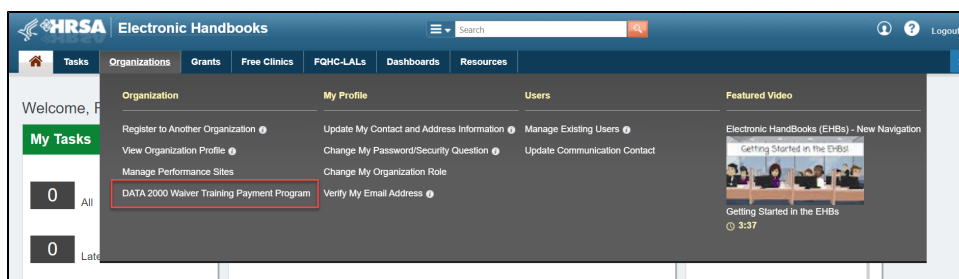 HRSA Electronic Handbooks Search Logout
Tasks Organizations Grants Free Clinics FQHC-LALs Dashboards Resources
Welcome,
My Tasks
0 All
0
Organization
Register to Another Organization
View Organization Profile
Manage Performance Sites
DATA 2000 Waiver Training Payment Program
My Profile
Update My Contact and Address Information
Change My Password/Security Question
Change My Organization Role
Verify My Email Address
Users
Manage Existing Users
Update Communication Contact
Featured Video
Electronic HandBooks (EHBs) - New Navigation
Getting Started in the EHBs!
Getting Started in the EHBs
3:37